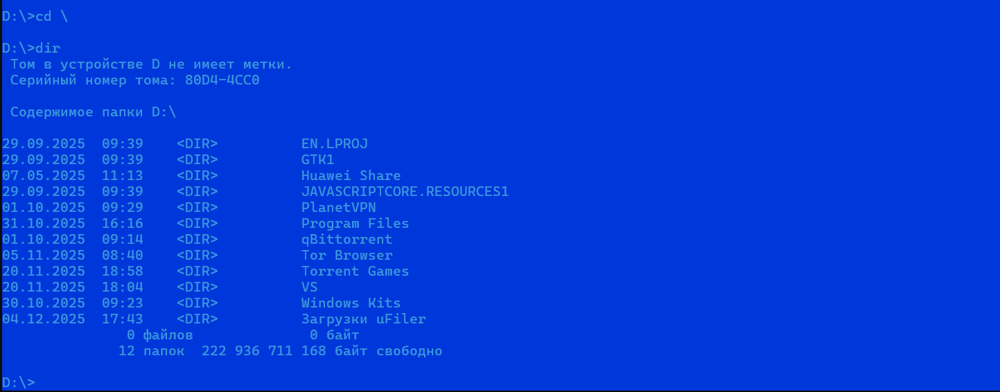 D:\>cd \
D:\>dir
Том в устройстве D не имеет метки.
Серийный номер тома: 80D4-4CC0
Содержимое папки D:\
29.09.2025  09:39    <DIR>          EN.LPROJ
29.09.2025  09:39    <DIR>          GTK1
07.05.2025  11:13    <DIR>          Huawei Share
29.09.2025  09:39    <DIR>          JAVASCRIPTCORE.RESOURCES1
01.10.2025  09:29    <DIR>          PlanetVPN
31.10.2025  16:16    <DIR>          Program Files
01.10.2025  09:14    <DIR>          qBittorrent
05.11.2025  08:40    <DIR>          Tor Browser
20.11.2025  18:58    <DIR>          Torrent Games
20.11.2025  18:04    <DIR>          VS
30.10.2025  09:23    <DIR>          Windows Kits
04.12.2025  17:43    <DIR>          Загрузки uFiler
0 файлов              0 байт
12 папок  222 936 711 168 байт свободно
D:\>